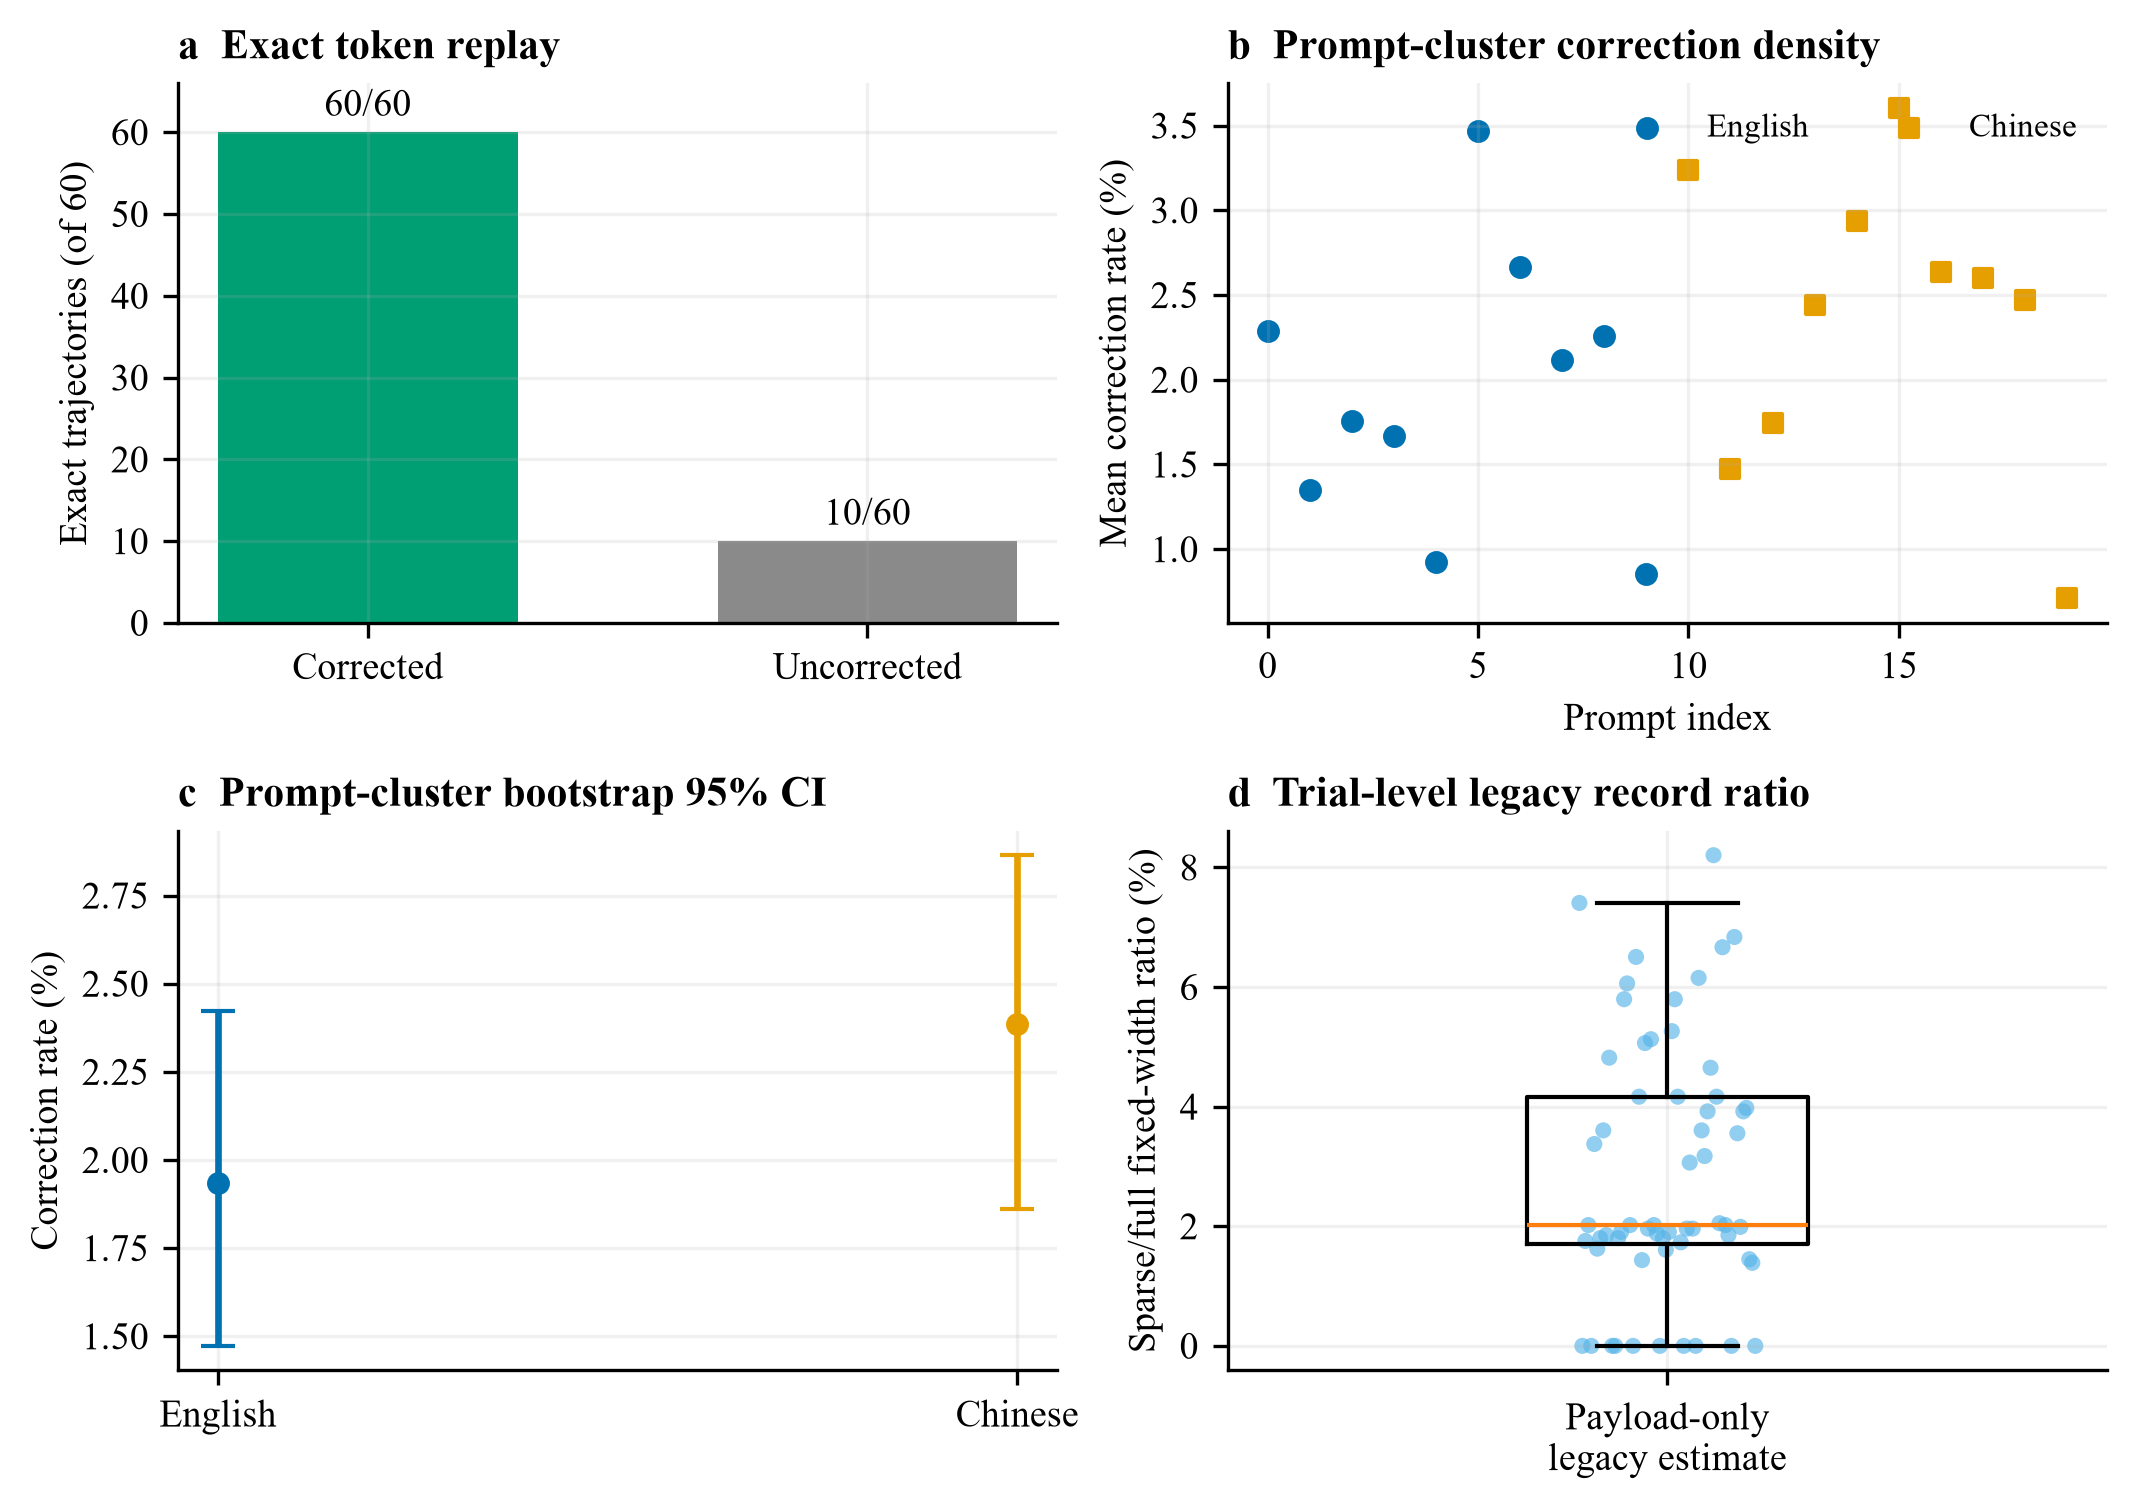 a Exact token replay
60/60
10/60
60
50
40
30
20
10
0
Exact trajectories (of 60)
Corrected
Uncorrected
b Prompt-cluster correction density
English
Chinese
3.5
3.0
2.5
2.0
1.5
1.0
Mean correction rate (%)
0 5 10 15
Prompt index
c Prompt-cluster bootstrap 95% CI
2.75
2.50
2.25
2.00
1.75
1.50
Correction rate (%)
English
Chinese
d Trial-level legacy record ratio
8
6
4
2
0
Sparse/full fixed-width ratio (%)
Payload-only
legacy estimate